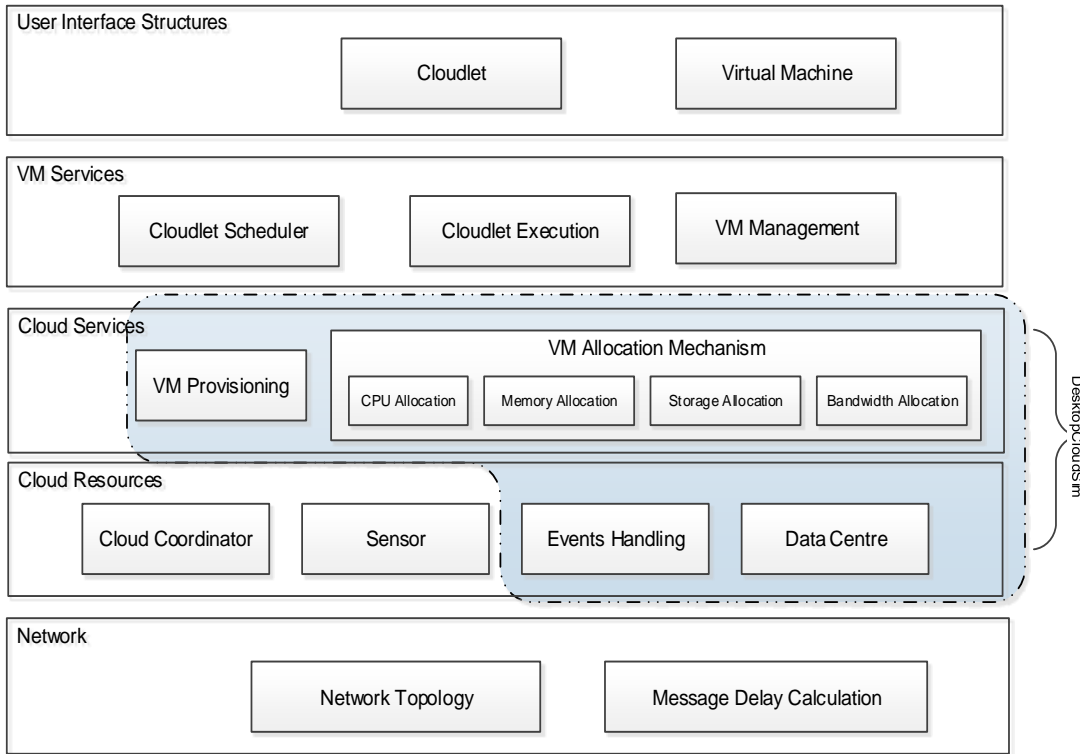 User Interface Structures
Cloudlet
Virtual Machine
VM Services
Cloudlet Scheduler
Cloudlet Execution
VM Management
Cloud Services
VM Provisioning
VM Allocation Mechanism
CPU Allocation
Memory Allocation
Storage Allocation
Bandwidth Allocation
DesktopCloudSim
Cloud Resources
Cloud Coordinator
Sensor
Events Handling
Data Centre
Network
Network Topology
Message Delay Calculation